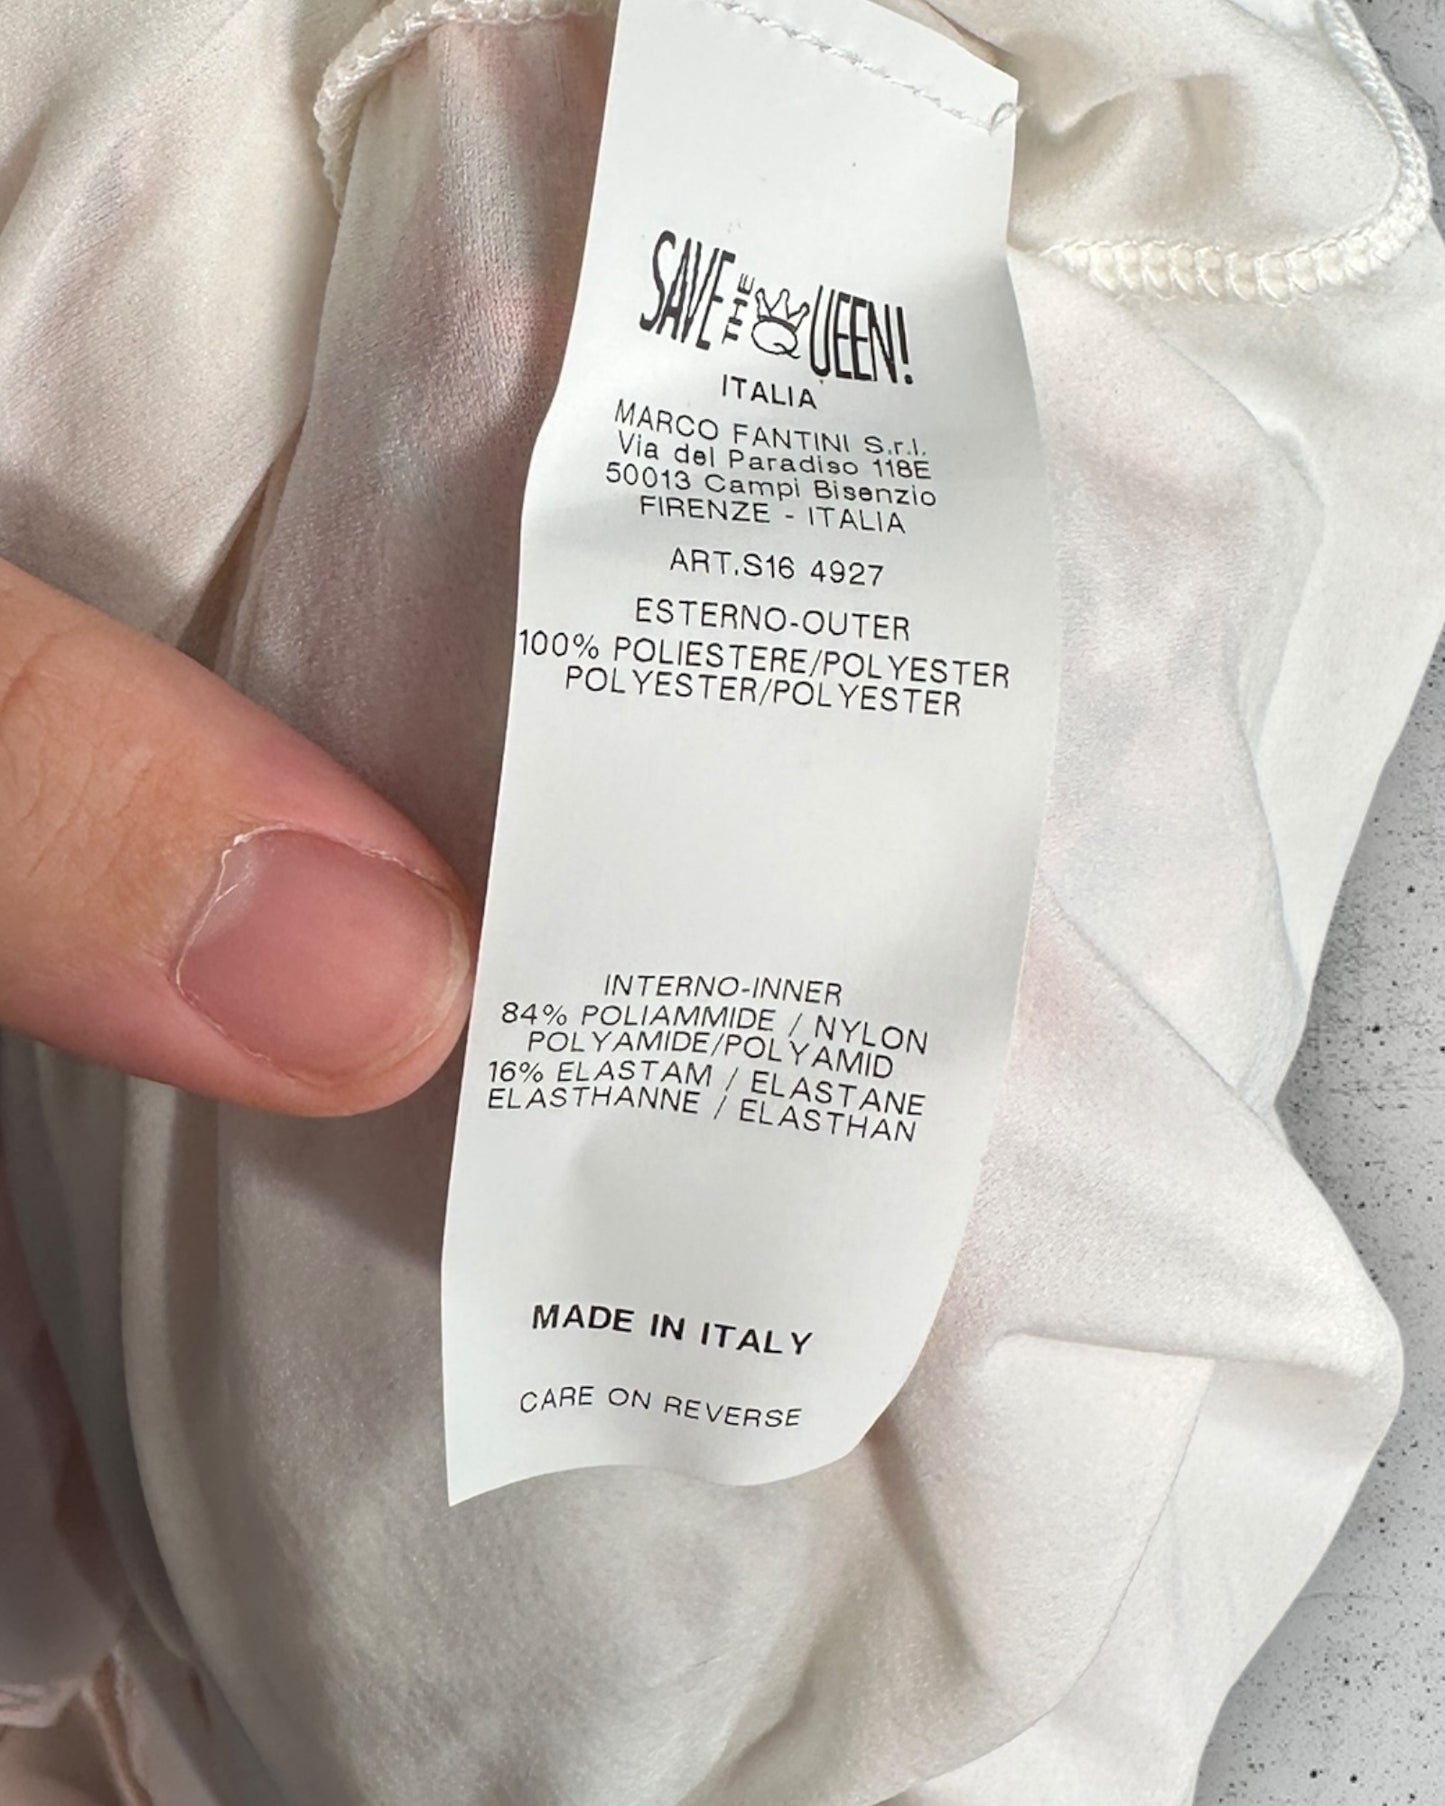 SAVE THE QUEEN!
ITALIA
MARCO FANTINI S.r.l.
Via del Paradiso 118E
50013 Campi Bisenzio
FIRENZE - ITALIA
ART.S16 4927
ESTERNO-OUTER
100% POLIESTERE/POLYESTER
POLYESTER/POLYESTER
INTERNO-INNER
84% POLIAMMIDE / NYLON
POLYAMIDE/POLYAMID
16% ELASTAM / ELASTANE
ELASTHANNE / ELASTHAN
MADE IN ITALY
CARE ON REVERSE